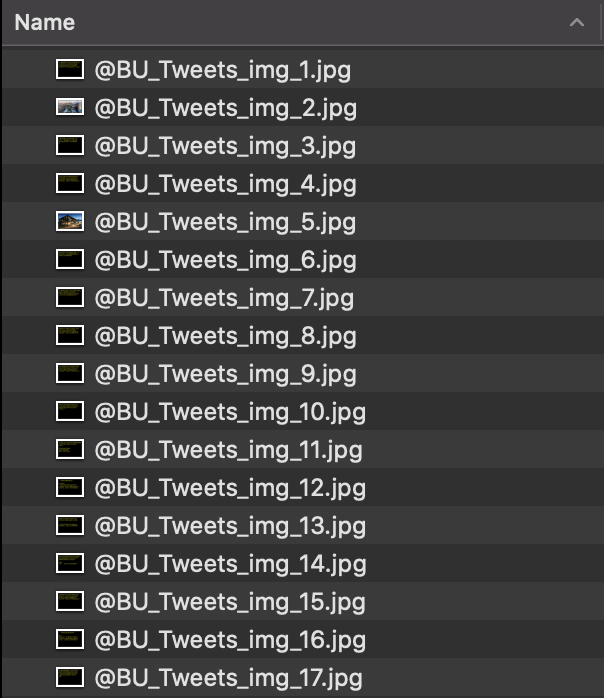 Name
@BU_Tweets_img_1.jpg
@BU_Tweets_img_2.jpg
@BU_Tweets_img_3.jpg
@BU_Tweets_img_4.jpg
@BU_Tweets_img_5.jpg
@BU_Tweets_img_6.jpg
@BU_Tweets_img_7.jpg
@BU_Tweets_img_8.jpg
@BU_Tweets_img_9.jpg
@BU_Tweets_img_10.jpg
@BU_Tweets_img_11.jpg
@BU_Tweets_img_12.jpg
@BU_Tweets_img_13.jpg
@BU_Tweets_img_14.jpg
@BU_Tweets_img_15.jpg
@BU_Tweets_img_16.jpg
@BU_Tweets_img_17.jpg